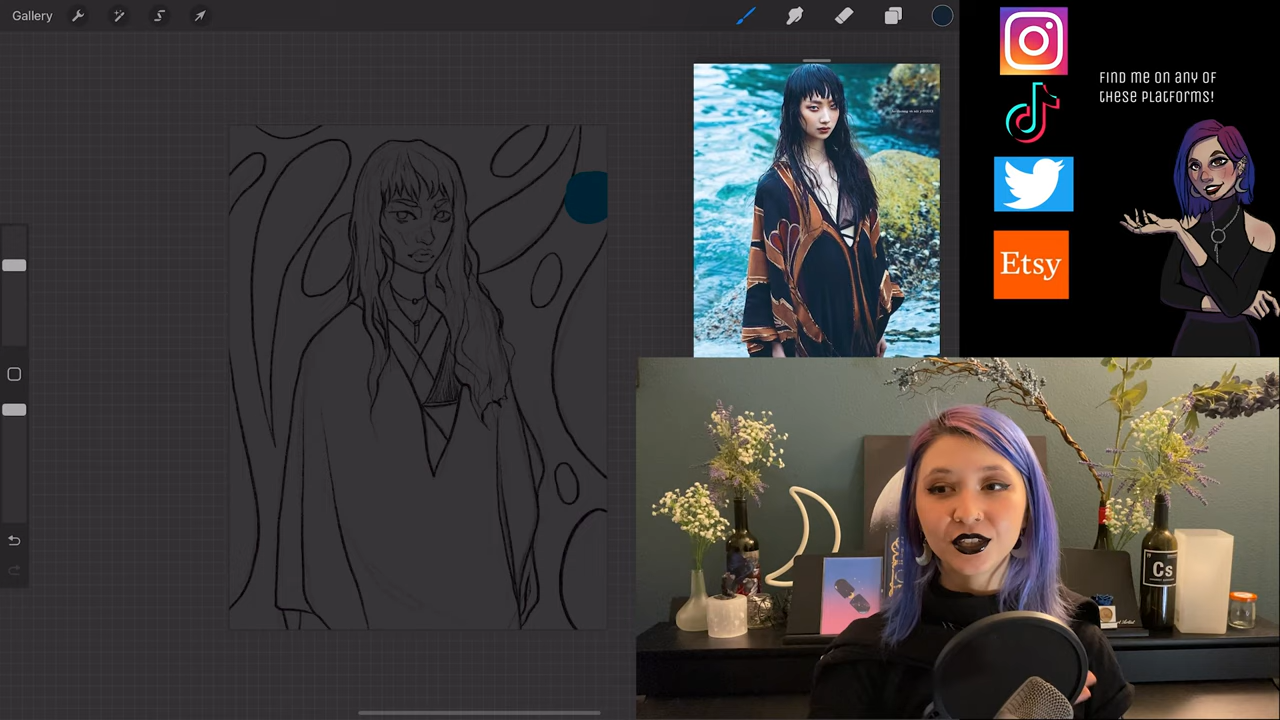 Gallery
FIND ME ON ANY OF
THESE PLATFORMS!
Etsy
Cs